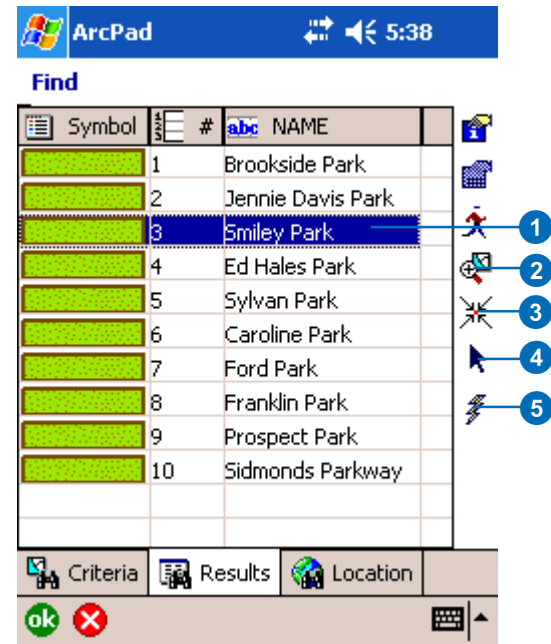 ArcPad 5:38
Find
Symbol # abc NAME
1 Brookside Park
2 Jennie Davis Park
3 Smiley Park 1
4 Ed Hales Park 2
5 Sylvan Park 3
6 Caroline Park
7 Ford Park 4
8 Franklin Park 5
9 Prospect Park
10 Sidmonds Parkway
Criteria Results Location
ok